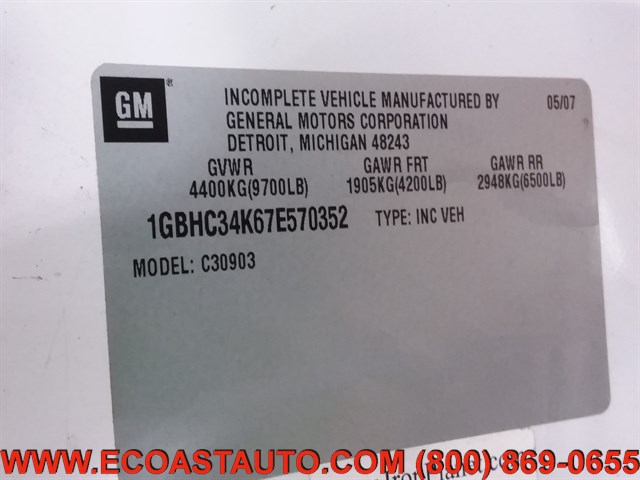 GM®
INCOMPLETE VEHICLE MANUFACTURED BY 05/07
GENERAL MOTORS CORPORATION
DETROIT, MICHIGAN 48243
GVWR GAWR FRT GAWR RR
4400KG(9700LB) 1905KG(4200LB) 2948KG(6500LB)
1GBHC34K67E570352 TYPE: INC VEH
MODEL: C30903
WWW.ECOASTAUTO.COM (800) 869-0655